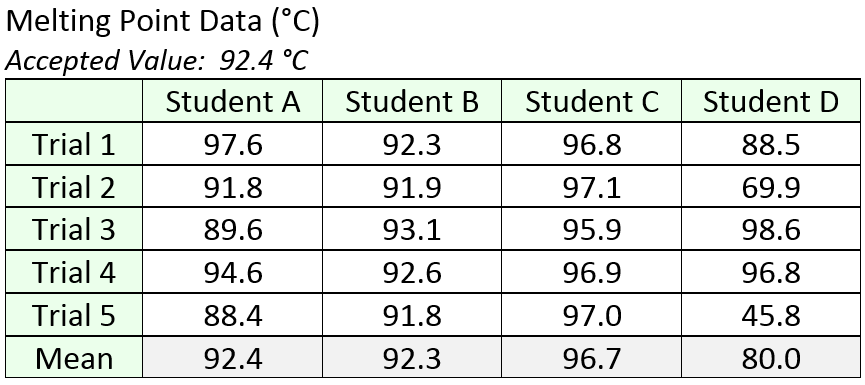 Melting Point Data (°C)
Accepted Value:  92.4 °C
Student A Student B Student C Student D
Trial 1 97.6 92.3 96.8 88.5
Trial 2 91.8 91.9 97.1 69.9
Trial 3 89.6 93.1 95.9 98.6
Trial 4 94.6 92.6 96.9 96.8
Trial 5 88.4 91.8 97.0 45.8
Mean 92.4 92.3 96.7 80.0